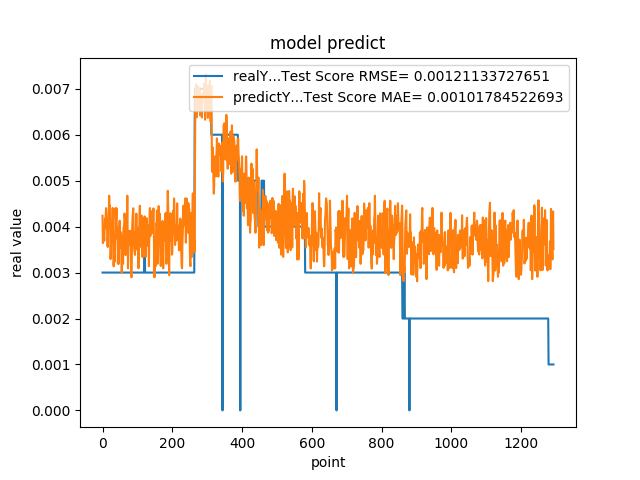 model predict
realY...Test Score RMSE= 0.00121133727651
predictY...Test Score MAE= 0.00101784522693
real value
0.007
0.006
0.005
0.004
0.003
0.002
0.001
0.000
0 200 400 600 800 1000 1200
point